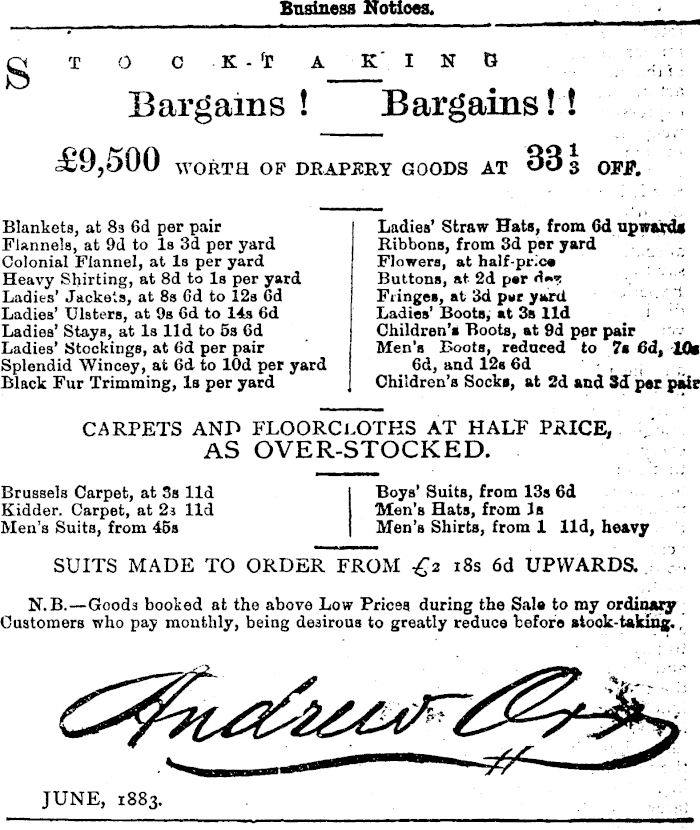 Business Notices.
STOCK-TAKING
Bargains ! Bargains ! !
£9,500 WORTH OF DRAPERY GOODS AT 33 1/3 OFF.
Blankets, at 8s 6d per pair
Flannels, at 9d to 1s 3d per yard
Colonial Flannel, at 1s per yard
Heavy Shirting, at 8d to 1s per yard
Ladies' Jackets, at 8s 6d to 12s 6d
Ladies' Ulsters, at 9s 6d to 14s 6d
Ladies' Stays, at 1s 11d to 5s 6d
Ladies' Stockings, at 6d per pair
Splendid Wincey, at 6d to 10d per yard
Black Fur Trimming, 1s per yard
Ladies' Straw Hats, from 6d upwards
Ribbons, from 3d per yard
Flowers, at half-price
Buttons, at 2d per doz
Fringes, at 3d per yard
Ladies' Boots, at 3s 11d
Children's Boots, at 9d per pair
Men's Boots, reduced to 7s 6d, 10s
6d, and 12s 6d
Children's Socks, at 2d and 3d per pair
CARPETS AND FLOORCLOTHS AT HALF PRICE,
AS OVER-STOCKED.
Brussels Carpet, at 3s 11d
Kidder. Carpet, at 2s 11d
Men's Suits, from 45s
Boys' Suits, from 13s 6d
Men's Hats, from 1s
Men's Shirts, from 1 11d, heavy
SUITS MADE TO ORDER FROM £2 18s 6d UPWARDS.
N.B.—Goods booked at the above Low Prices during the Sale to my ordinary
Customers who pay monthly, being desirous to greatly reduce before stock-taking.
Andrew Orr
JUNE, 1883.